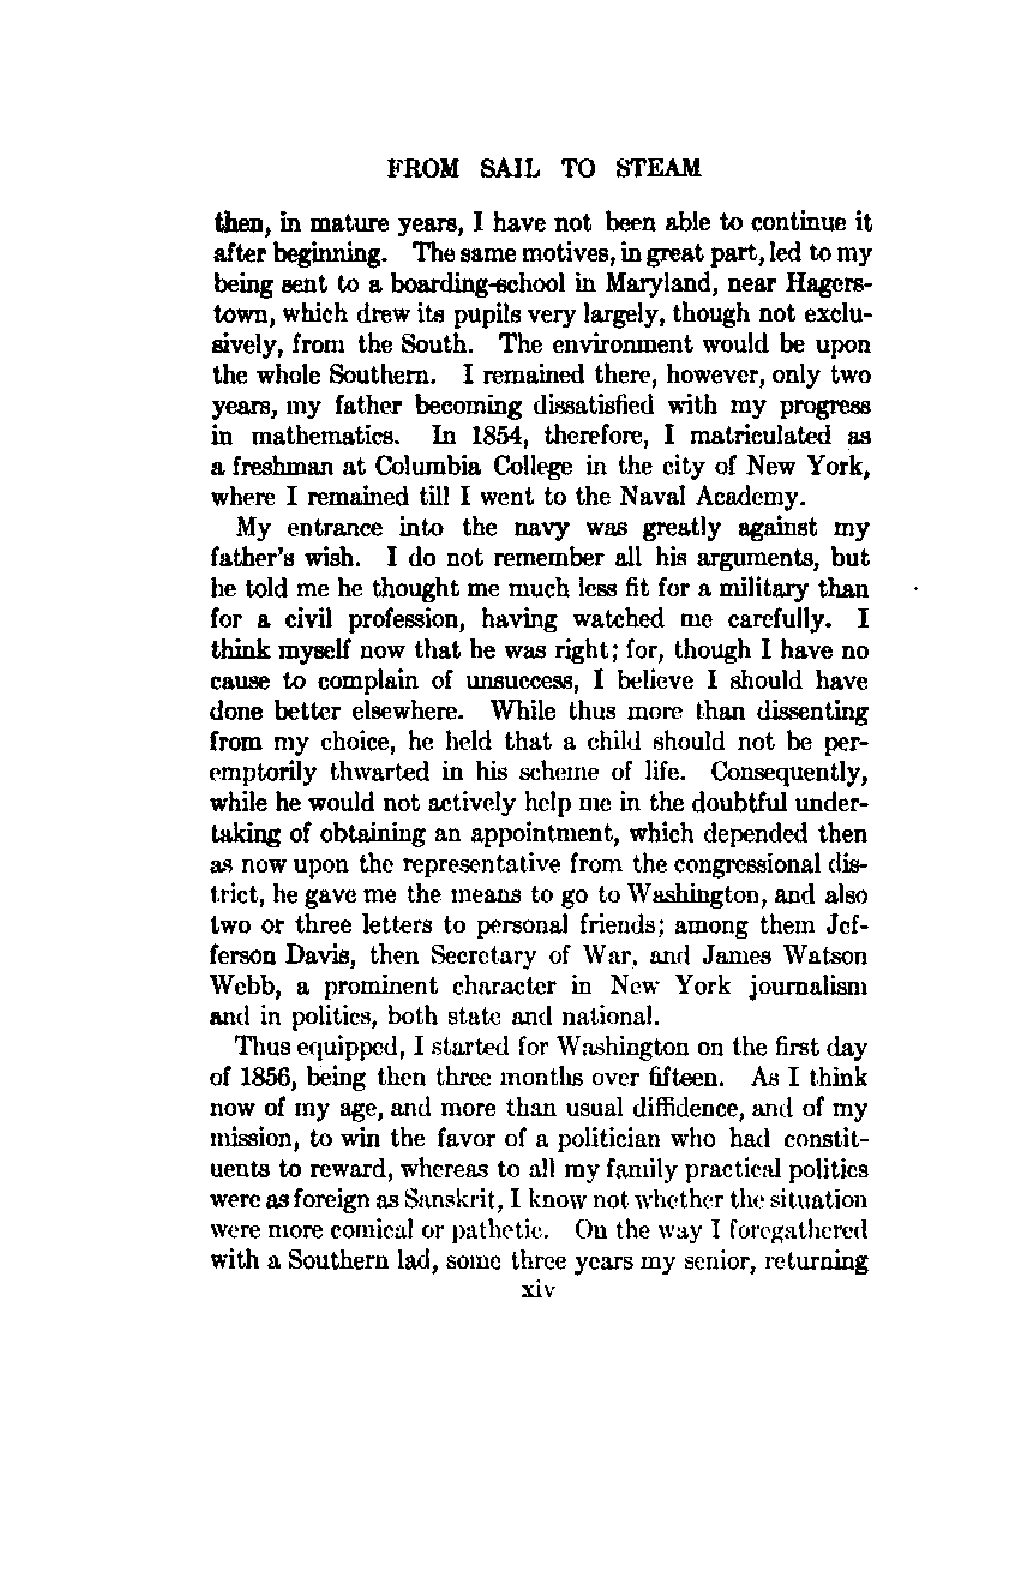 FROM SAIL TO STEAM
then, in mature years, I have not been able to continue it
after beginning. The same motives, in great part, led to my
being sent to a boarding-school in Maryland, near Hagers-
town, which drew its pupils very largely, though not exclu-
sively, from the South. The environment would be upon
the whole Southern. I remained there, however, only two
years, my father becoming dissatisfied with my progress
in mathematics. In 1854, therefore, I matriculated as
a freshman at Columbia College in the city of New York,
where I remained till I went to the Naval Academy.
My entrance into the navy was greatly against my
father's wish. I do not remember all his arguments, but
he told me he thought me much less fit for a military than
for a civil profession, having watched me carefully. I
think myself now that he was right; for, though I have no
cause to complain of unsuccess, I believe I should have
done better elsewhere. While thus more than dissenting
from my choice, he held that a child should not be per-
emptorily thwarted in his scheme of life. Consequently,
while he would not actively help me in the doubtful under-
taking of obtaining an appointment, which depended then
as now upon the representative from the congressional dis-
trict, he gave me the means to go to Washington, and also
two or three letters to personal friends; among them Jef-
ferson Davis, then Secretary of War, and James Watson
Webb, a prominent character in New York journalism
and in politics, both state and national.
Thus equipped, I started for Washington on the first day
of 1856, being then three months over fifteen. As I think
now of my age, and more than usual diffidence, and of my
mission, to win the favor of a politician who had constit-
uents to reward, whereas to all my family practical politics
were as foreign as Sanskrit, I know not whether the situation
were more comical or pathetic. On the way I foregathered
with a Southern lad, some three years my senior, returning
xiv